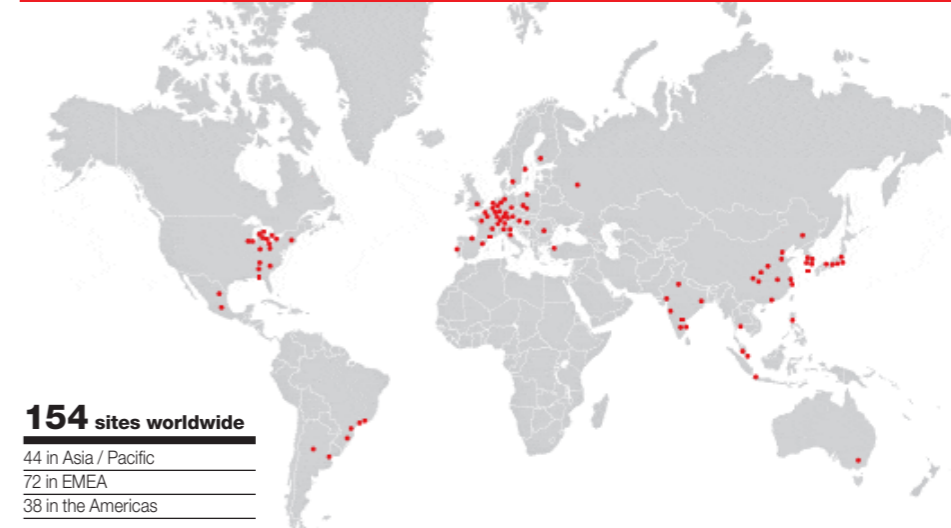 154 sites worldwide
44 in Asia / Pacific
72 in EMEA
38 in the Americas